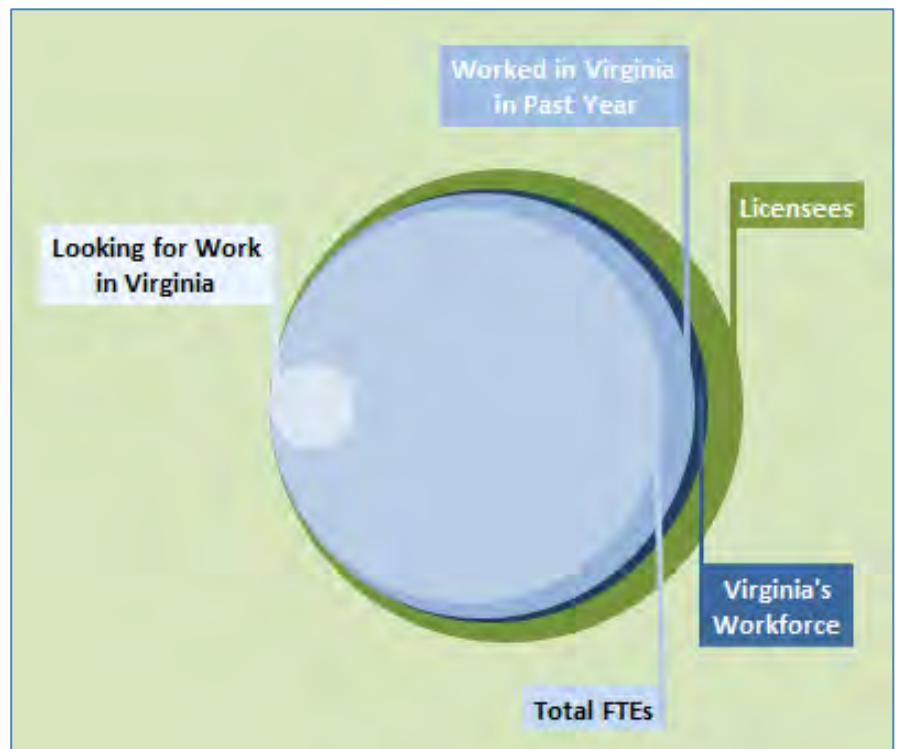 Worked in Virginia
in Past Year
Licensees
Looking for Work
in Virginia
Virginia's
Workforce
Total FTEs